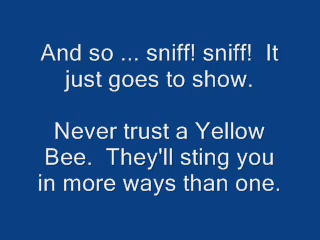 And so ... sniff! sniff!  It
just goes to show.
Never trust a Yellow
Bee.  They'll sting you
in more ways than one.